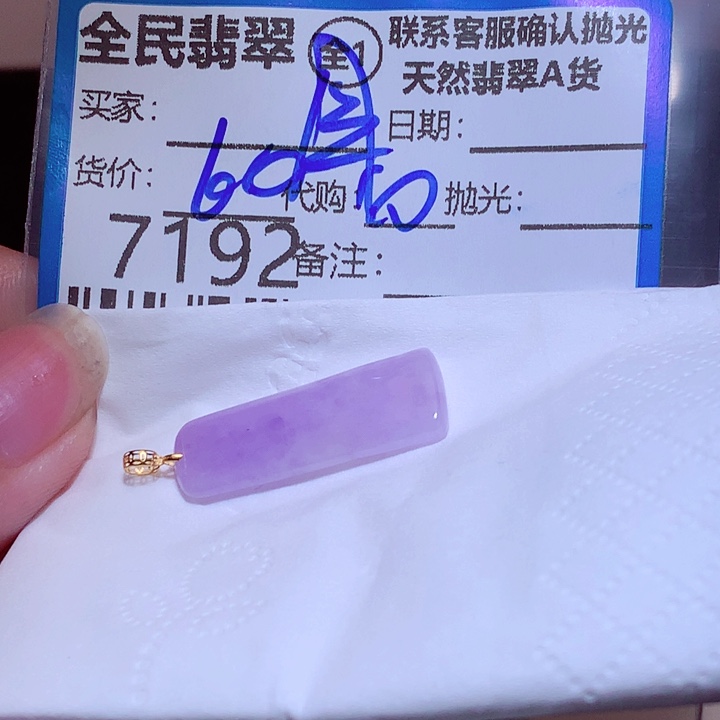 全民翡翠 全1 联系客服确认抛光
天然翡翠A货
买家: 日期:
货价: 60 代购 抛光:
7192 备注: